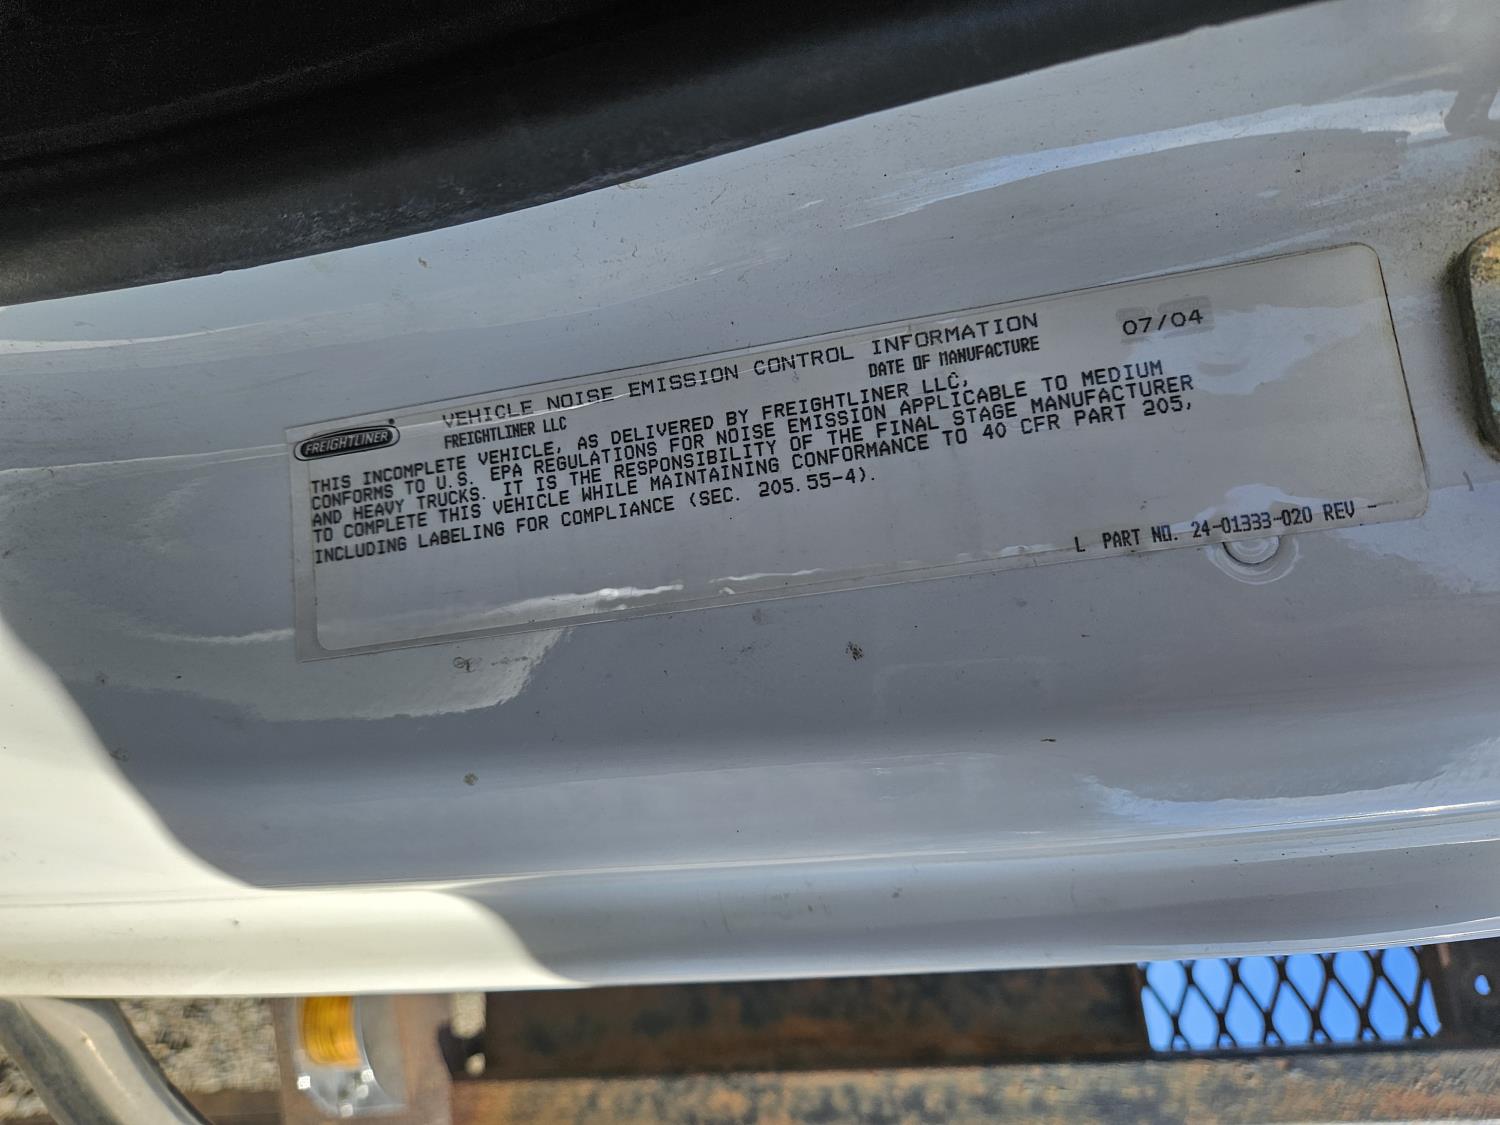 VEHICLE NOISE EMISSION CONTROL INFORMATION
FREIGHTLINER
FREIGHTLINER LLC DATE OF MANUFACTURE 07/04
THIS INCOMPLETE VEHICLE, AS DELIVERED BY FREIGHTLINER LLC,
CONFORMS TO U.S. EPA REGULATIONS FOR NOISE EMISSION APPLICABLE TO MEDIUM
AND HEAVY TRUCKS. IT IS THE RESPONSIBILITY OF THE FINAL STAGE MANUFACTURER
TO COMPLETE THIS VEHICLE WHILE MAINTAINING CONFORMANCE TO 40 CFR PART 205,
INCLUDING LABELING FOR COMPLIANCE (SEC. 205.55-4).
L PART NO. 24-01333-020 REV -